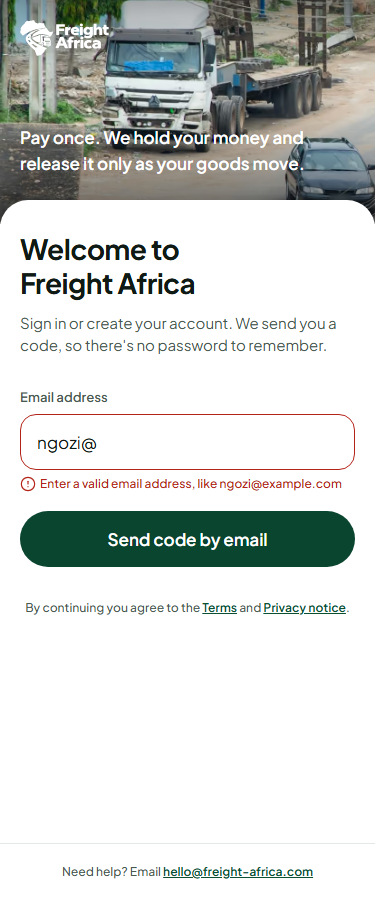 Freight
Africa
Pay once. We hold your money and
release it only as your goods move.
Welcome to
Freight Africa
Sign in or create your account. We send you a
code, so there's no password to remember.
Email address
ngozi@
Enter a valid email address, like ngozi@example.com
Send code by email
By continuing you agree to the Terms and Privacy notice.
Need help? Email hello@freight-africa.com